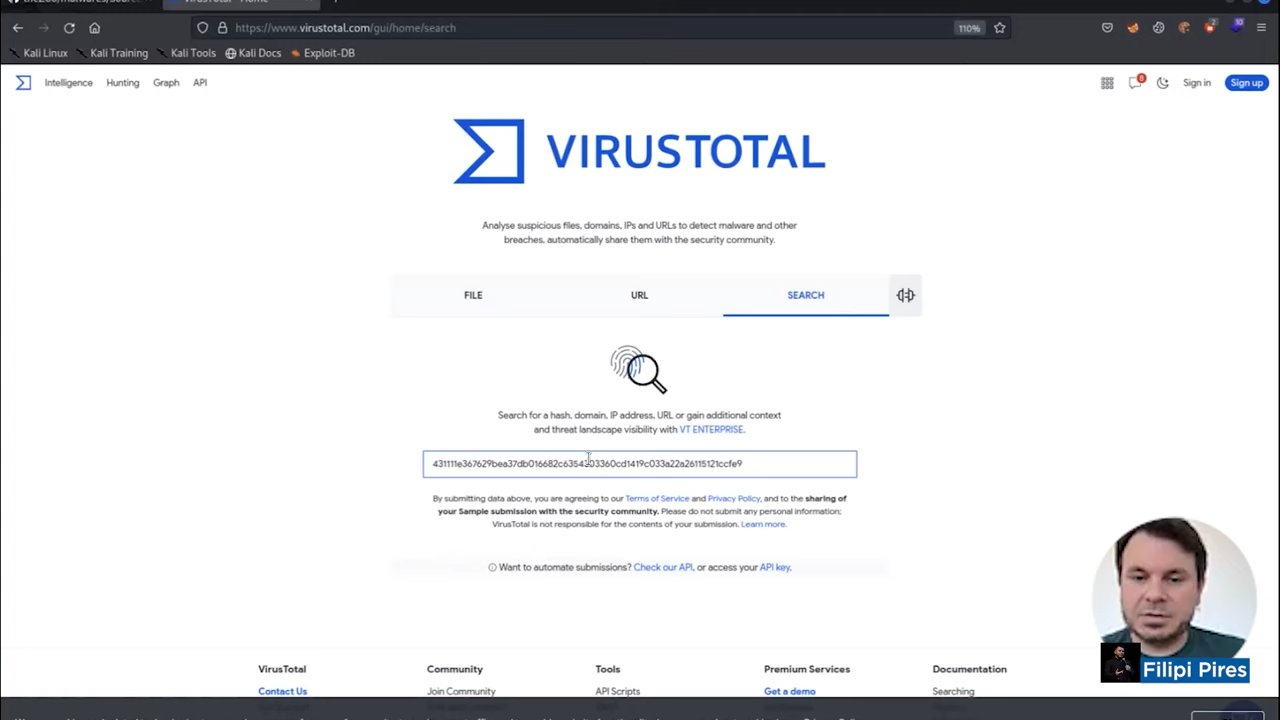 VirusTotal - Home
https://www.virustotal.com/gui/home/search
110%
Kali Linux
Kali Training
Kali Tools
Kali Docs
Exploit-DB
Intelligence
Hunting
Graph
API
Sign in
Sign up
VIRUSTOTAL
Analyse suspicious files, domains, IPs and URLs to detect malware and other
breaches, automatically share them with the security community.
FILE
URL
SEARCH
Search for a hash, domain, IP address, URL or gain additional context
and threat landscape visibility with VT ENTERPRISE.
By submitting data above, you are agreeing to our Terms of Service and Privacy Policy, and to the sharing of
your Sample submission with the security community. Please do not submit any personal information;
VirusTotal is not responsible for the contents of your submission. Learn more.
Want to automate submissions? Check our API, or access your API key.
Filipi Pires
VirusTotal
Community
Tools
Premium Services
Documentation
Contact Us
Join Community
API Scripts
Get a demo
Searching